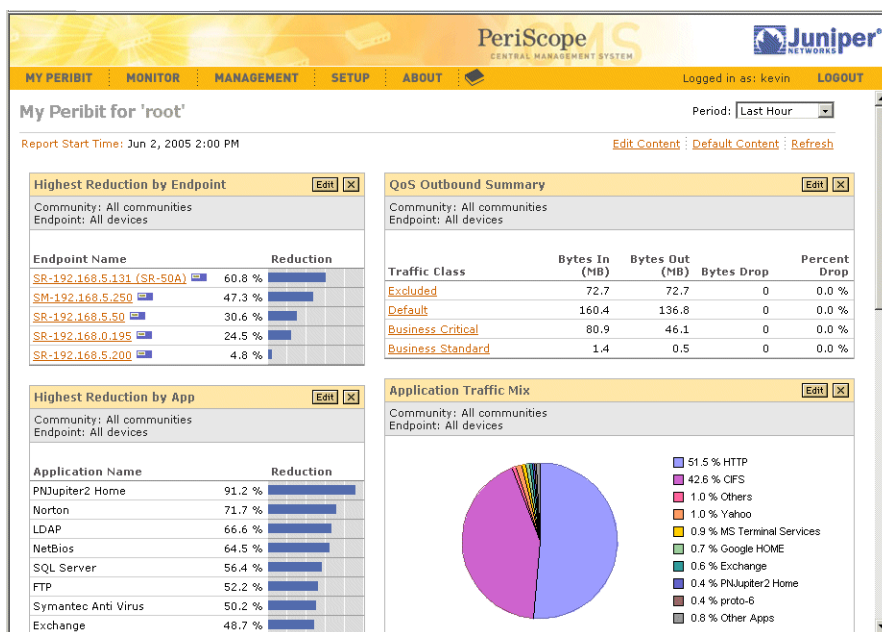 PeriScope
CENTRAL MANAGEMENT SYSTEM
CMS
Juniper®
NETWORKS
MY PERIBIT MONITOR MANAGEMENT SETUP ABOUT Logged in as: kevin LOGOUT
My Peribit for 'root' Period: Last Hour
Report Start Time: Jun 2, 2005 2:00 PM Edit Content Default Content Refresh
Highest Reduction by Endpoint Edit X
Community: All communities
Endpoint: All devices
Endpoint Name Reduction
SR-192.168.5.131 (SR-50A) 60.8 %
SM-192.168.5.250 47.3 %
SR-192.168.5.50 30.6 %
SR-192.168.0.195 24.5 %
SR-192.168.5.200 4.8 %
QoS Outbound Summary Edit X
Community: All communities
Endpoint: All devices
Traffic Class Bytes In (MB) Bytes Out (MB) Bytes Drop Percent Drop
Excluded 72.7 72.7 0 0.0 %
Default 160.4 136.8 0 0.0 %
Business Critical 80.9 46.1 0 0.0 %
Business Standard 1.4 0.5 0 0.0 %
Highest Reduction by App Edit X
Community: All communities
Endpoint: All devices
Application Name Reduction
PNJupiter2 Home 91.2 %
Norton 71.7 %
LDAP 66.6 %
NetBios 64.5 %
SQL Server 56.4 %
FTP 52.2 %
Symantec Anti Virus 50.2 %
Exchange 48.7 %
Application Traffic Mix Edit X
Community: All communities
Endpoint: All devices
51.5 % HTTP
42.6 % CIFS
1.0 % Others
1.0 % Yahoo
0.9 % MS Terminal Services
0.7 % Google HOME
0.6 % Exchange
0.4 % PNJupiter2 Home
0.4 % proto-6
0.8 % Other Apps